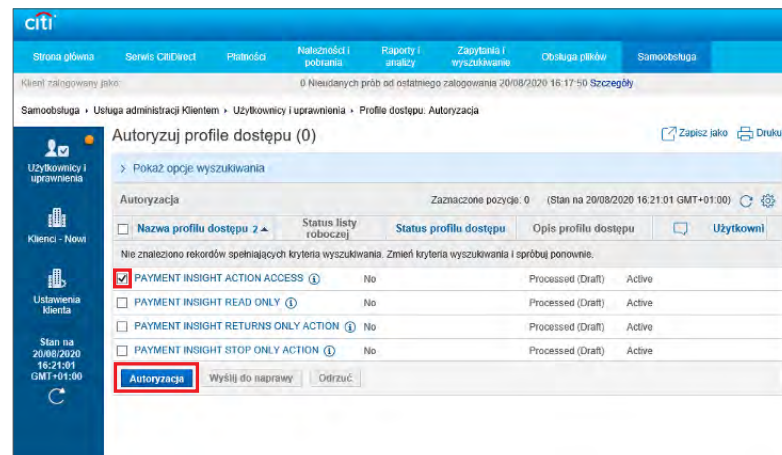 citi
Strona główna Serwis CitiDirect Płatności Należności i pobrania Raporty i analizy Zapytania i wyszukiwanie Obsługa plików Samoobsługa
Klient zalogowany jako: 0 Nieudanych prób od ostatniego zalogowania 20/08/2020 16:17:50 Szczegóły
Samoobsługa › Usługa administracji Klientem › Użytkownicy i uprawnienia › Profile dostępu: Autoryzacja
Użytkownicy i uprawnienia
Klienci - Nowi
Ustawienia klienta
Stan na
20/08/2020
16:21:01
GMT+01:00
Autoryzuj profile dostępu (0) Zapisz jako Druku
› Pokaż opcje wyszukiwania
Autoryzacja Zaznaczone pozycje: 0 (Stan na 20/08/2020 16:21:01 GMT+01:00)
Nazwa profilu dostępu 2 Status listy roboczej Status profilu dostępu Opis profilu dostępu Użytkowni
Nie znaleziono rekordów spełniających kryteria wyszukiwania. Zmień kryteria wyszukiwania i spróbuj ponownie.
PAYMENT INSIGHT ACTION ACCESS No Processed (Draft) Active
PAYMENT INSIGHT READ ONLY No Processed (Draft) Active
PAYMENT INSIGHT RETURNS ONLY ACTION No Processed (Draft) Active
PAYMENT INSIGHT STOP ONLY ACTION No Processed (Draft) Active
Autoryzacja Wyślij do naprawy Odrzuć